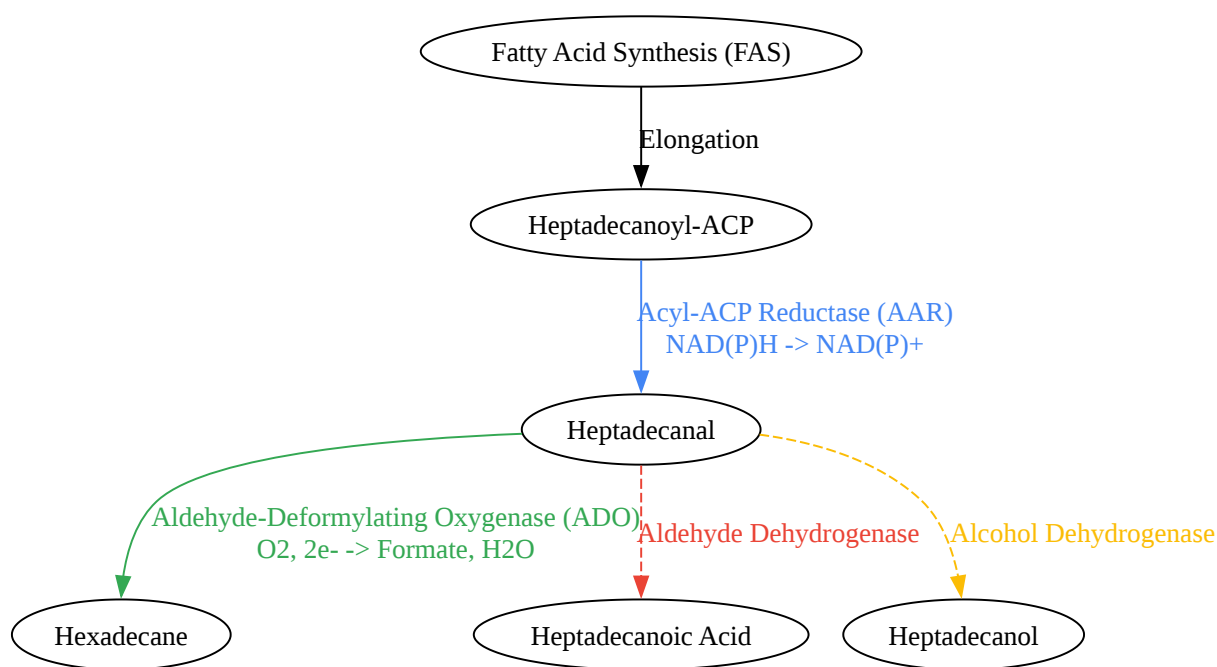 Fatty Acid Synthesis (FAS)
Elongation
Heptadecanoyl-ACP
Acyl-ACP Reductase (AAR)
NAD(P)H -> NAD(P)+
Heptadecanal
Aldehyde-Deformylating Oxygenase (ADO)
O2, 2e- -> Formate, H2O
Aldehyde Dehydrogenase
Alcohol Dehydrogenase
Hexadecane
Heptadecanoic Acid
Heptadecanol